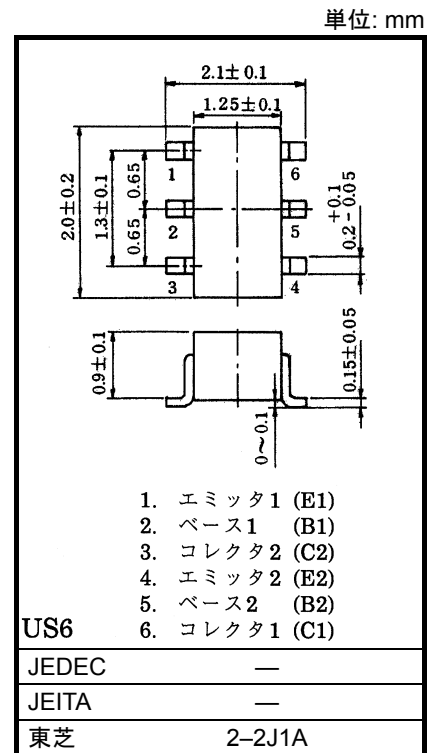 単位: mm
2.1± 0.1
1.25±0.1
1
6
2.0±0.2
1.3±0.1
0.65
2
5
+0.1
0.2-0.05
0.65
3
4
0.9±0.1
0.15±0.05
0~0.1
1. エミッタ1 (E1)
2. ベース1 (B1)
3. コレクタ2 (C2)
4. エミッタ2 (E2)
5. ベース2 (B2)
US6 6. コレクタ1 (C1)
JEDEC ―
JEITA ―
東芝 2–2J1A